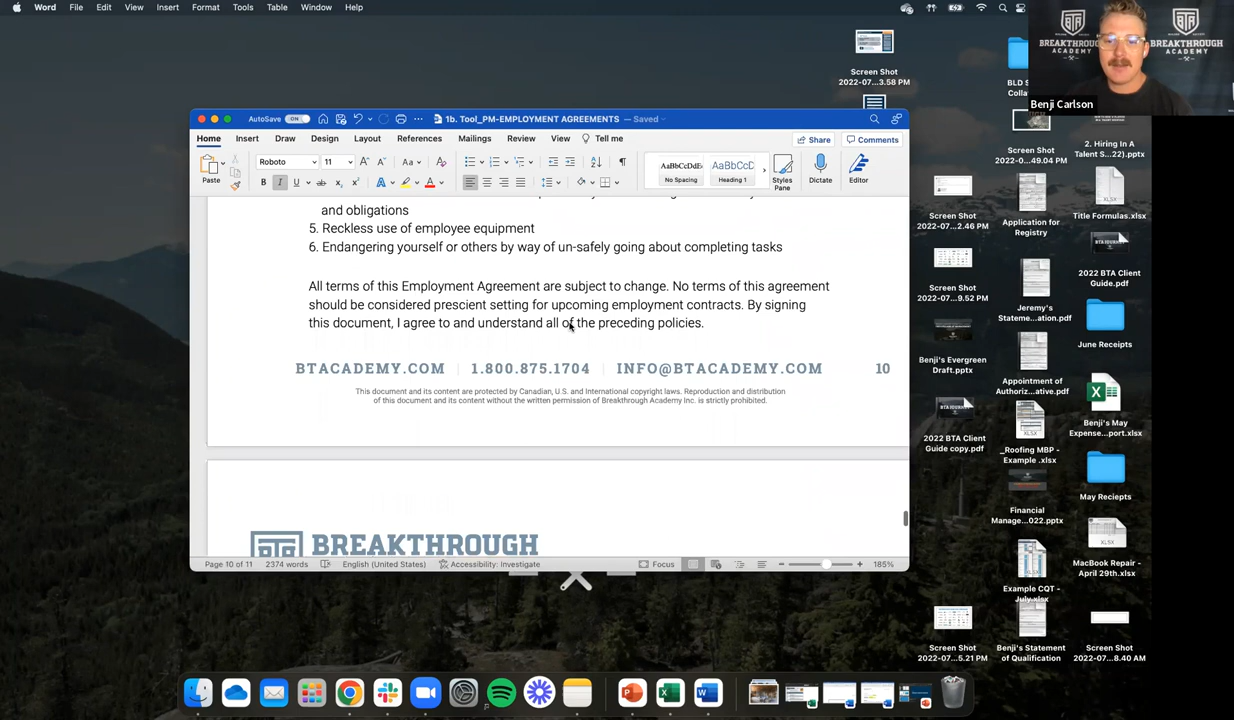 Word File Edit View Insert Format Tools Table Window Help
BREAKTHROUGH ACADEMY
BREAKTHROUGH ACADEMY
Benji Carlson
AutoSave ON 1b. Tool_PM-EMPLOYMENT AGREEMENTS — Saved
Home Insert Draw Design Layout References Mailings Review View Tell me Share Comments
Paste Roboto 11 AaBbCcDdE No Spacing AaBbCcD Heading 1 Styles Pane Dictate Editor
and obligations
5. Reckless use of employee equipment
6. Endangering yourself or others by way of un-safely going about completing tasks
All terms of this Employment Agreement are subject to change. No terms of this agreement
should be considered prescient setting for upcoming employment contracts. By signing
this document, I agree to and understand all of the preceding policies.
BTACADEMY.COM | 1.800.875.1704 | INFO@BTACADEMY.COM 10
This document and its content are protected by Canadian, U.S. and International copyright laws. Reproduction and distribution
of this document and its content without the written permission of Breakthrough Academy Inc. is strictly prohibited.
BTA BREAKTHROUGH
Page 10 of 11 2374 words English (United States) Accessibility: Investigate Focus 185%
Screen Shot
2022-07...3.58 PM
BLD S
Collab
Screen Shot
2022-0...49.04 PM
2. Hiring In A
Talent S...22).pptx
Screen Shot
2022-07...2.46 PM
Application for
Registry
Title Formulas.xlsx
Screen Shot
2022-07...9.52 PM
Jeremy's
Stateme...ation.pdf
2022 BTA Client
Guide.pdf
Benji's Evergreen
Draft.pptx
Appointment of
Authoriz...ative.pdf
June Receipts
2022 BTA Client
Guide copy.pdf
XLSX
_Roofing MBP -
Example .xlsx
Benji's May
Expense...port.xlsx
Financial
Manage...022.pptx
May Reciepts
XLSX
Example CQT -
July.xlsx
MacBook Repair -
April 29th.xlsx
Screen Shot
2022-07...5.21 PM
Benji's Statement
of Qualification
Screen Shot
2022-07...8.40 AM